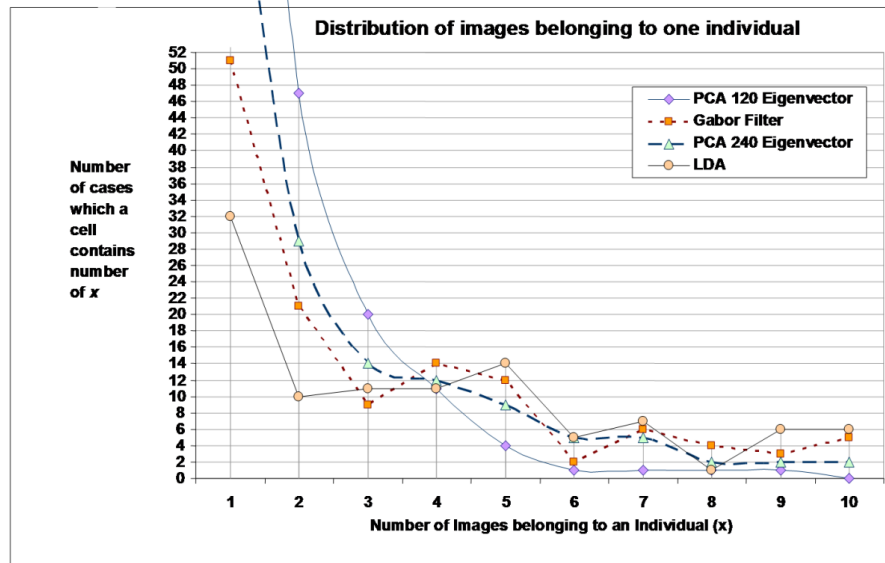 Distribution of images belonging to one individual
52
50
48
46
44
42
40
38
36
34
32
30
28
26
24
22
20
18
16
14
12
10
8
6
4
2
0
Number
of cases
which a
cell
contains
number
of x
PCA 120 Eigenvector
Gabor Filter
PCA 240 Eigenvector
LDA
1 2 3 4 5 6 7 8 9 10
Number of Images belonging to an Individual (x)